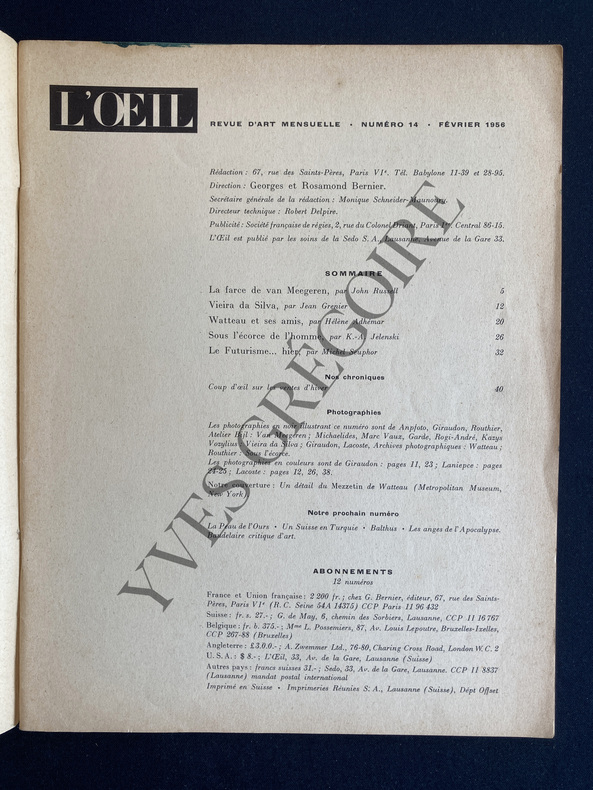 L'ŒIL
REVUE D'ART MENSUELLE • NUMÉRO 14 • FÉVRIER 1956
Rédaction : 67, rue des Saints-Pères, Paris VIe. Tél. Babylone 11-39 et 28-95.
Direction : Georges et Rosamond Bernier.
Secrétaire générale de la rédaction : Monique Schneider-Maunoury.
Directeur technique : Robert Delpire.
Publicité : Société française de régies, 2, rue du Colonel Driant, Paris Ier. Central 86-15.
L'Œil est publié par les soins de la Sedo S. A., Lausanne, Avenue de la Gare 33.
SOMMAIRE
La farce de van Meegeren, par John Russell 5
Vieira da Silva, par Jean Grenier 12
Watteau et ses amis, par Hélène Adhémar 20
Sous l'écorce de l'homme, par K.-A. Jelenski 26
Le Futurisme... hier, par Michel Seuphor 32
Nos chroniques
Coup d'œil sur les ventes d'hiver 40
Photographies
Les photographies en noir illustrant ce numéro sont de Anpfoto, Giraudon, Routhier,
Atelier Bijl : Van Meegeren ; Michaelides, Marc Vaux, Garde, Rogi-André, Kazys
Vozylius : Vieira da Silva ; Giraudon, Lacoste, Archives photographiques : Watteau ;
Routhier : Sous l'écorce.
Les photographies en couleurs sont de Giraudon : pages 11, 23 ; Laniepce : pages
24-25 ; Lacoste : pages 12, 26, 38.
Notre couverture : Un détail du Mezzetin de Watteau (Metropolitan Museum,
New York).
Notre prochain numéro
La Peau de l'Ours • Un Suisse en Turquie • Balthus • Les anges de l'Apocalypse.
Baudelaire critique d'art.
ABONNEMENTS
12 numéros
France et Union française : 2 200 fr. ; chez G. Bernier, éditeur, 67, rue des Saints-
Pères, Paris VIe (R. C. Seine 54A 14375) CCP Paris 11 96 432
Suisse : fr. s. 27.- ; G. de May, 6, chemin des Sorbiers, Lausanne, CCP II 16 767
Belgique : fr. b. 375.- ; Mme L. Possemiers, 87, Av. Louis Lepoutre, Bruxelles-Ixelles,
CCP 267-88 (Bruxelles)
Angleterre : £3.0.0.- ; A. Zwemmer Ltd., 76-80, Charing Cross Road, London W. C. 2
U. S. A. : $ 8.- ; L'Œil, 33, Av. de la Gare, Lausanne (Suisse)
Autres pays : francs suisses 31.- ; Sedo, 33, Av. de la Gare, Lausanne. CCP II 8837
(Lausanne) mandat postal international
Imprimé en Suisse • Imprimeries Réunies S. A., Lausanne (Suisse), Dépt Offset
YVES GRÉGOIRE